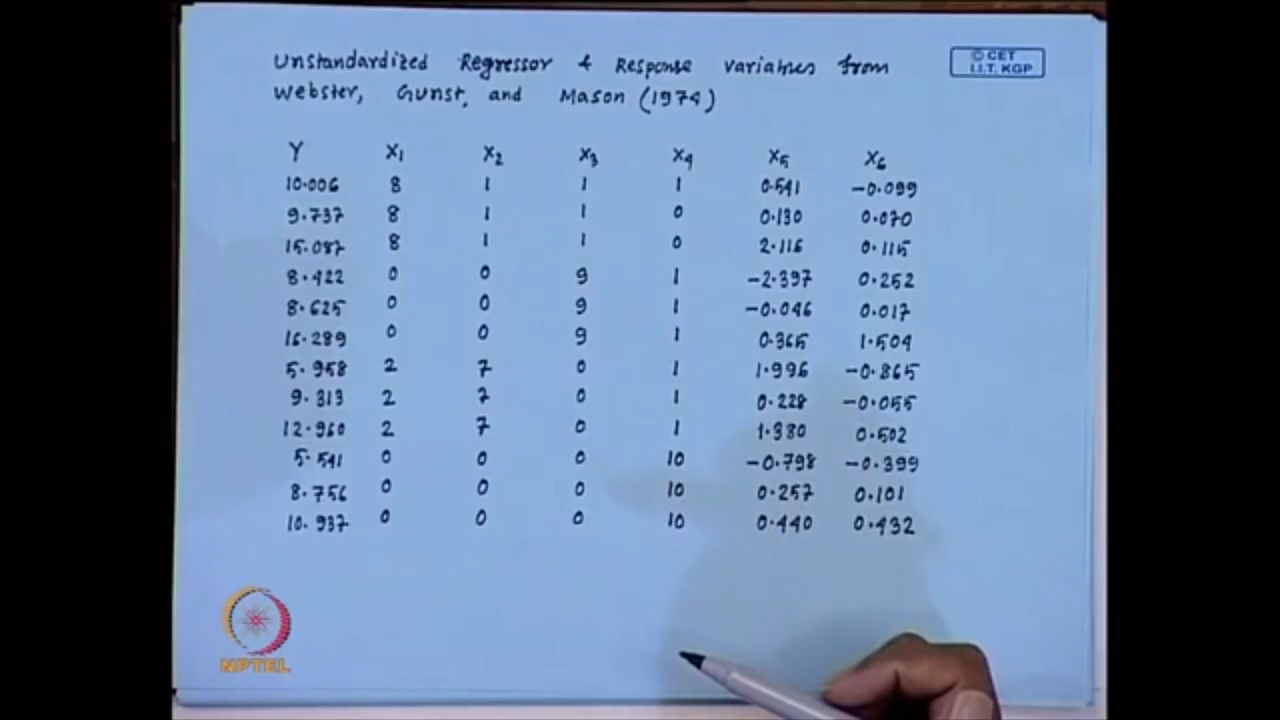 Unstandardized Regressor & Response variables from
Webster, Gunst, and Mason (1974)
© CET
I.I.T. KGP
Y X1 X2 X3 X4 X5 X6
10.006 8 1 1 1 0.541 -0.099
9.737 8 1 1 0 0.130 0.070
15.087 8 1 1 0 2.116 0.115
8.422 0 0 9 1 -2.397 0.252
8.625 0 0 9 1 -0.046 0.017
16.289 0 0 9 1 0.365 1.504
5.958 2 7 0 1 1.996 -0.865
9.313 2 7 0 1 0.228 -0.055
12.960 2 7 0 1 1.380 0.502
5.541 0 0 0 10 -0.798 -0.399
8.756 0 0 0 10 0.257 0.101
10.937 0 0 0 10 0.440 0.432
NPTEL